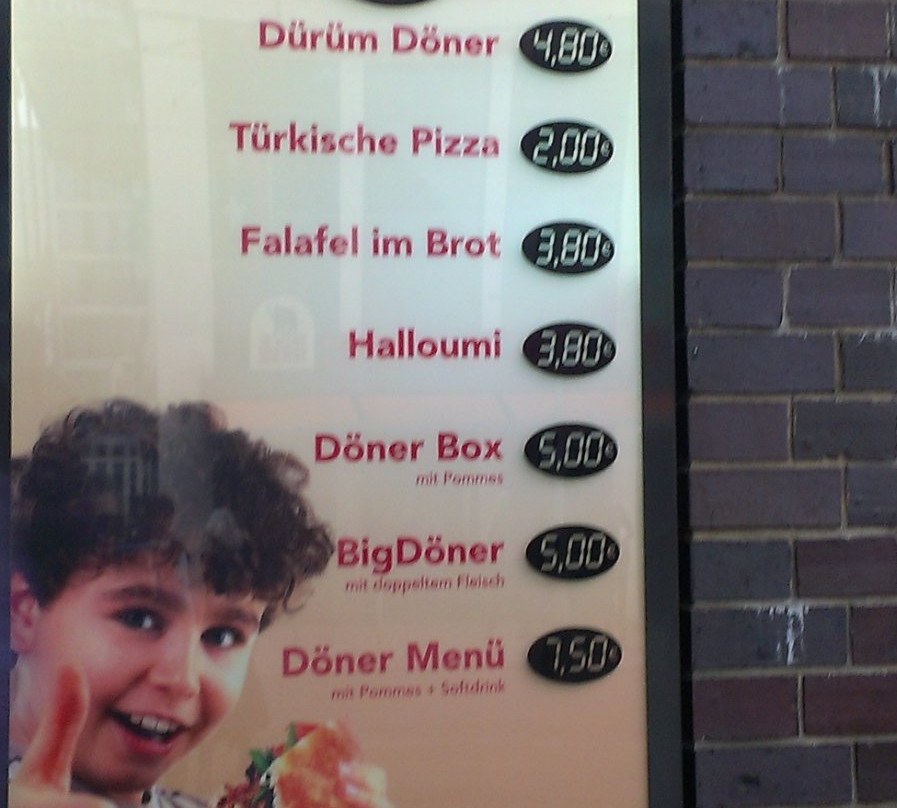 Dürüm Döner 4,80€
Türkische Pizza 2,00€
Falafel im Brot 3,80€
Halloumi 3,80€
Döner Box 5,00€
mit Pommes
BigDöner 5,00€
mit doppeltem Fleisch
Döner Menü 7,50€
mit Pommes + Softdrink